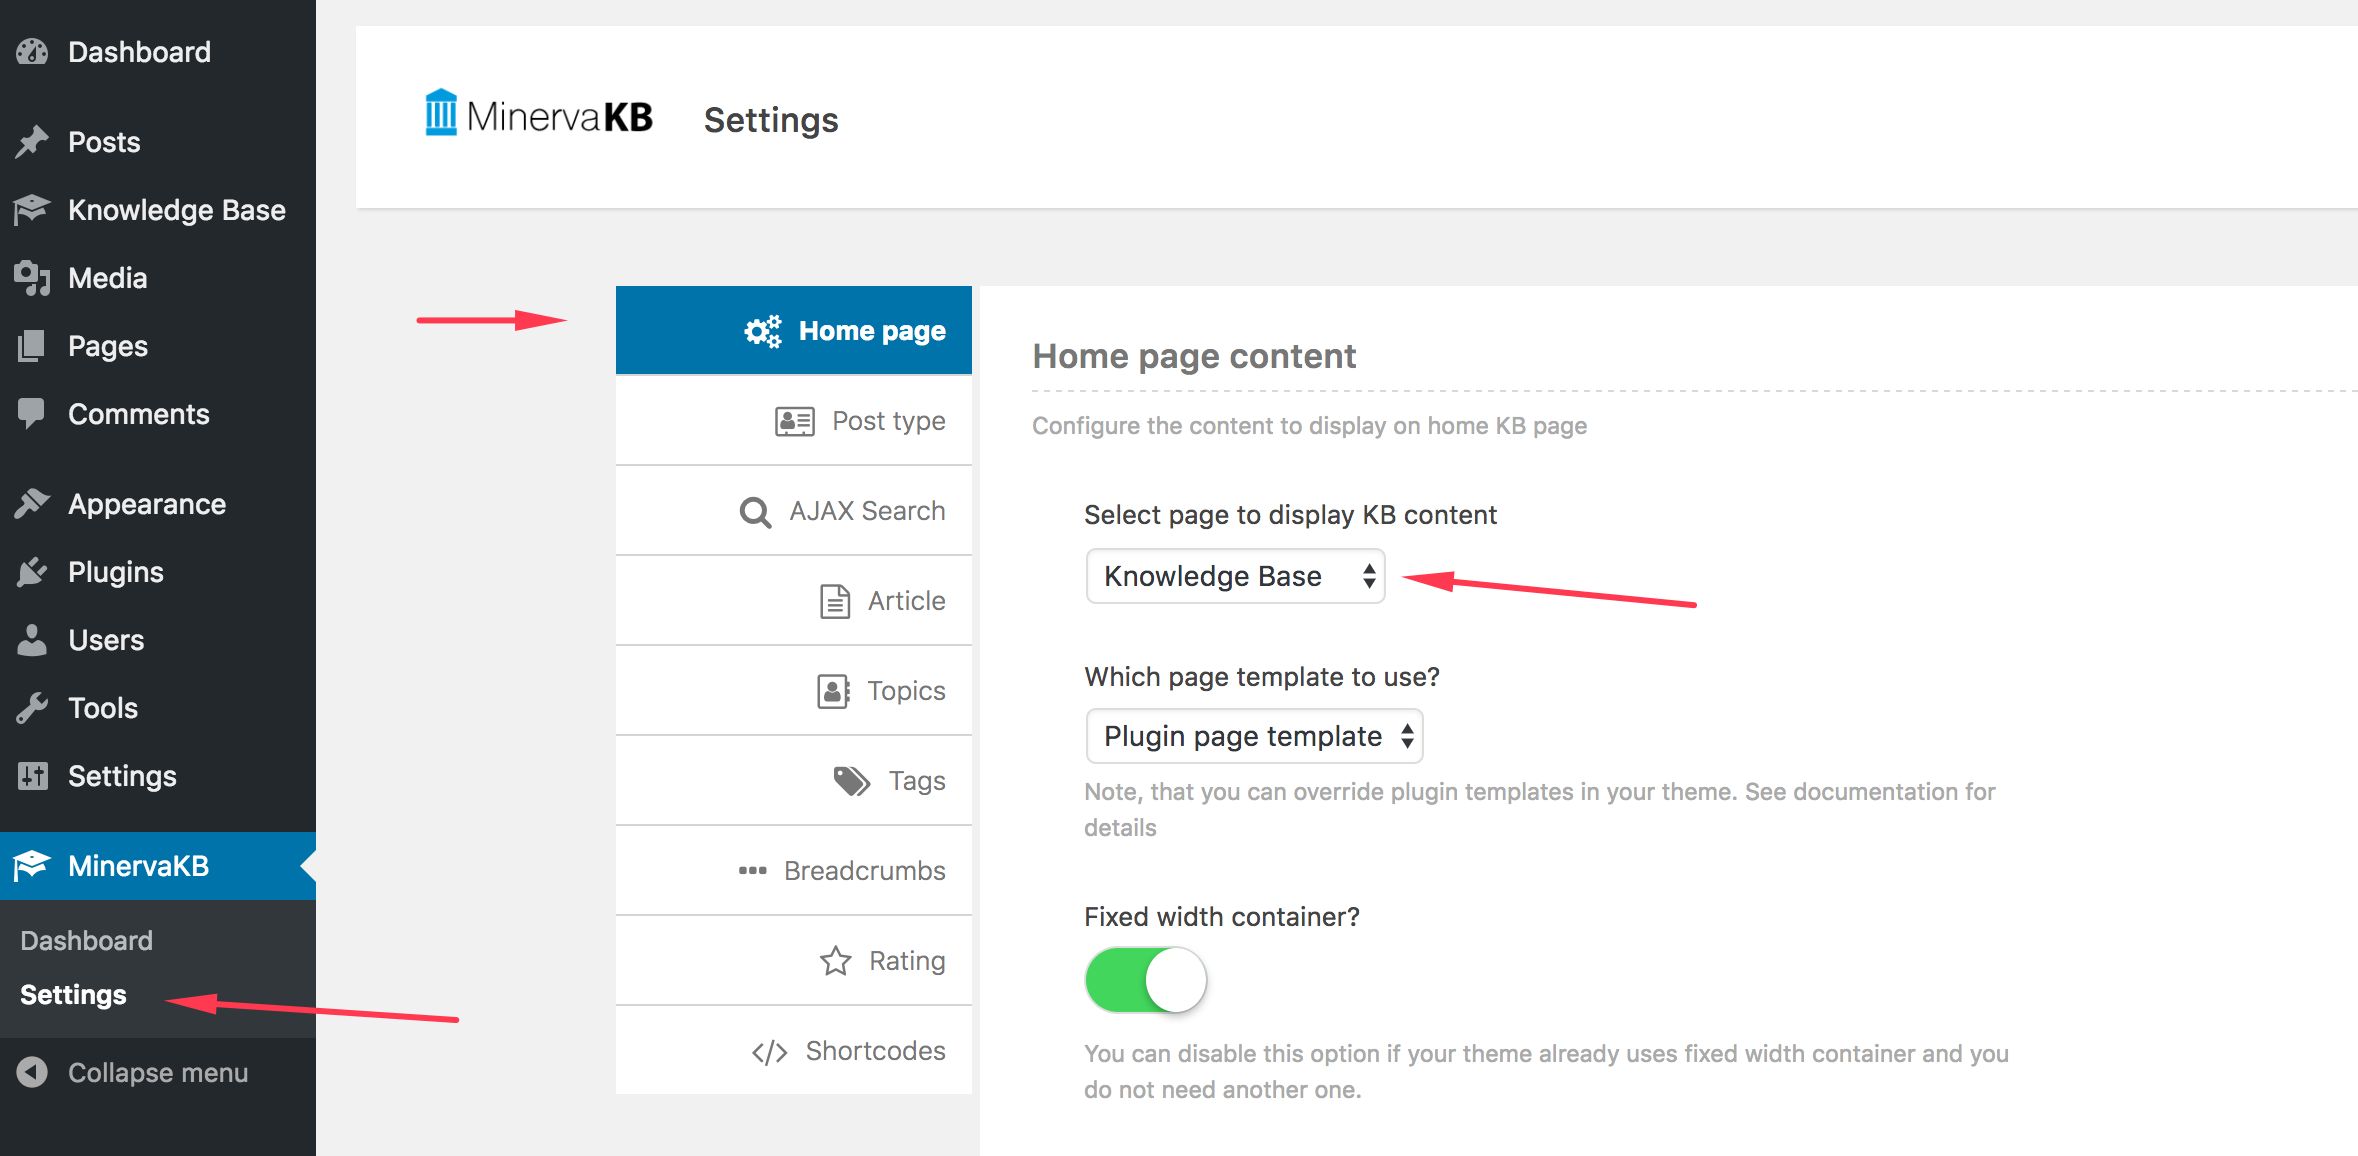 Dashboard
Posts
Knowledge Base
Media
Pages
Comments
Appearance
Plugins
Users
Tools
Settings
MinervaKB
Dashboard
Settings
Collapse menu
MinervaKB
Settings
Home page
Post type
AJAX Search
Article
Topics
Tags
Breadcrumbs
Rating
Shortcodes
Home page content
Configure the content to display on home KB page
Select page to display KB content
Knowledge Base
Which page template to use?
Plugin page template
Note, that you can override plugin templates in your theme. See documentation for
details
Fixed width container?
You can disable this option if your theme already uses fixed width container and you
do not need another one.